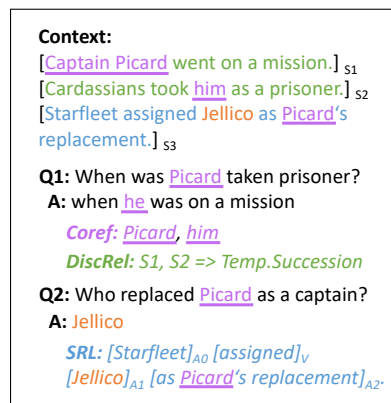 Context:
[Captain Picard went on a mission.] S1
[Cardassians took him as a prisoner.] S2
[Starfleet assigned Jellico as Picard's
replacement.] S3
Q1: When was Picard taken prisoner?
A: when he was on a mission
Coref: Picard, him
DiscRel: S1, S2 => Temp.Succession
Q2: Who replaced Picard as a captain?
A: Jellico
SRL: [Starfleet]A0 [assigned]V
[Jellico]A1 [as Picard's replacement]A2.